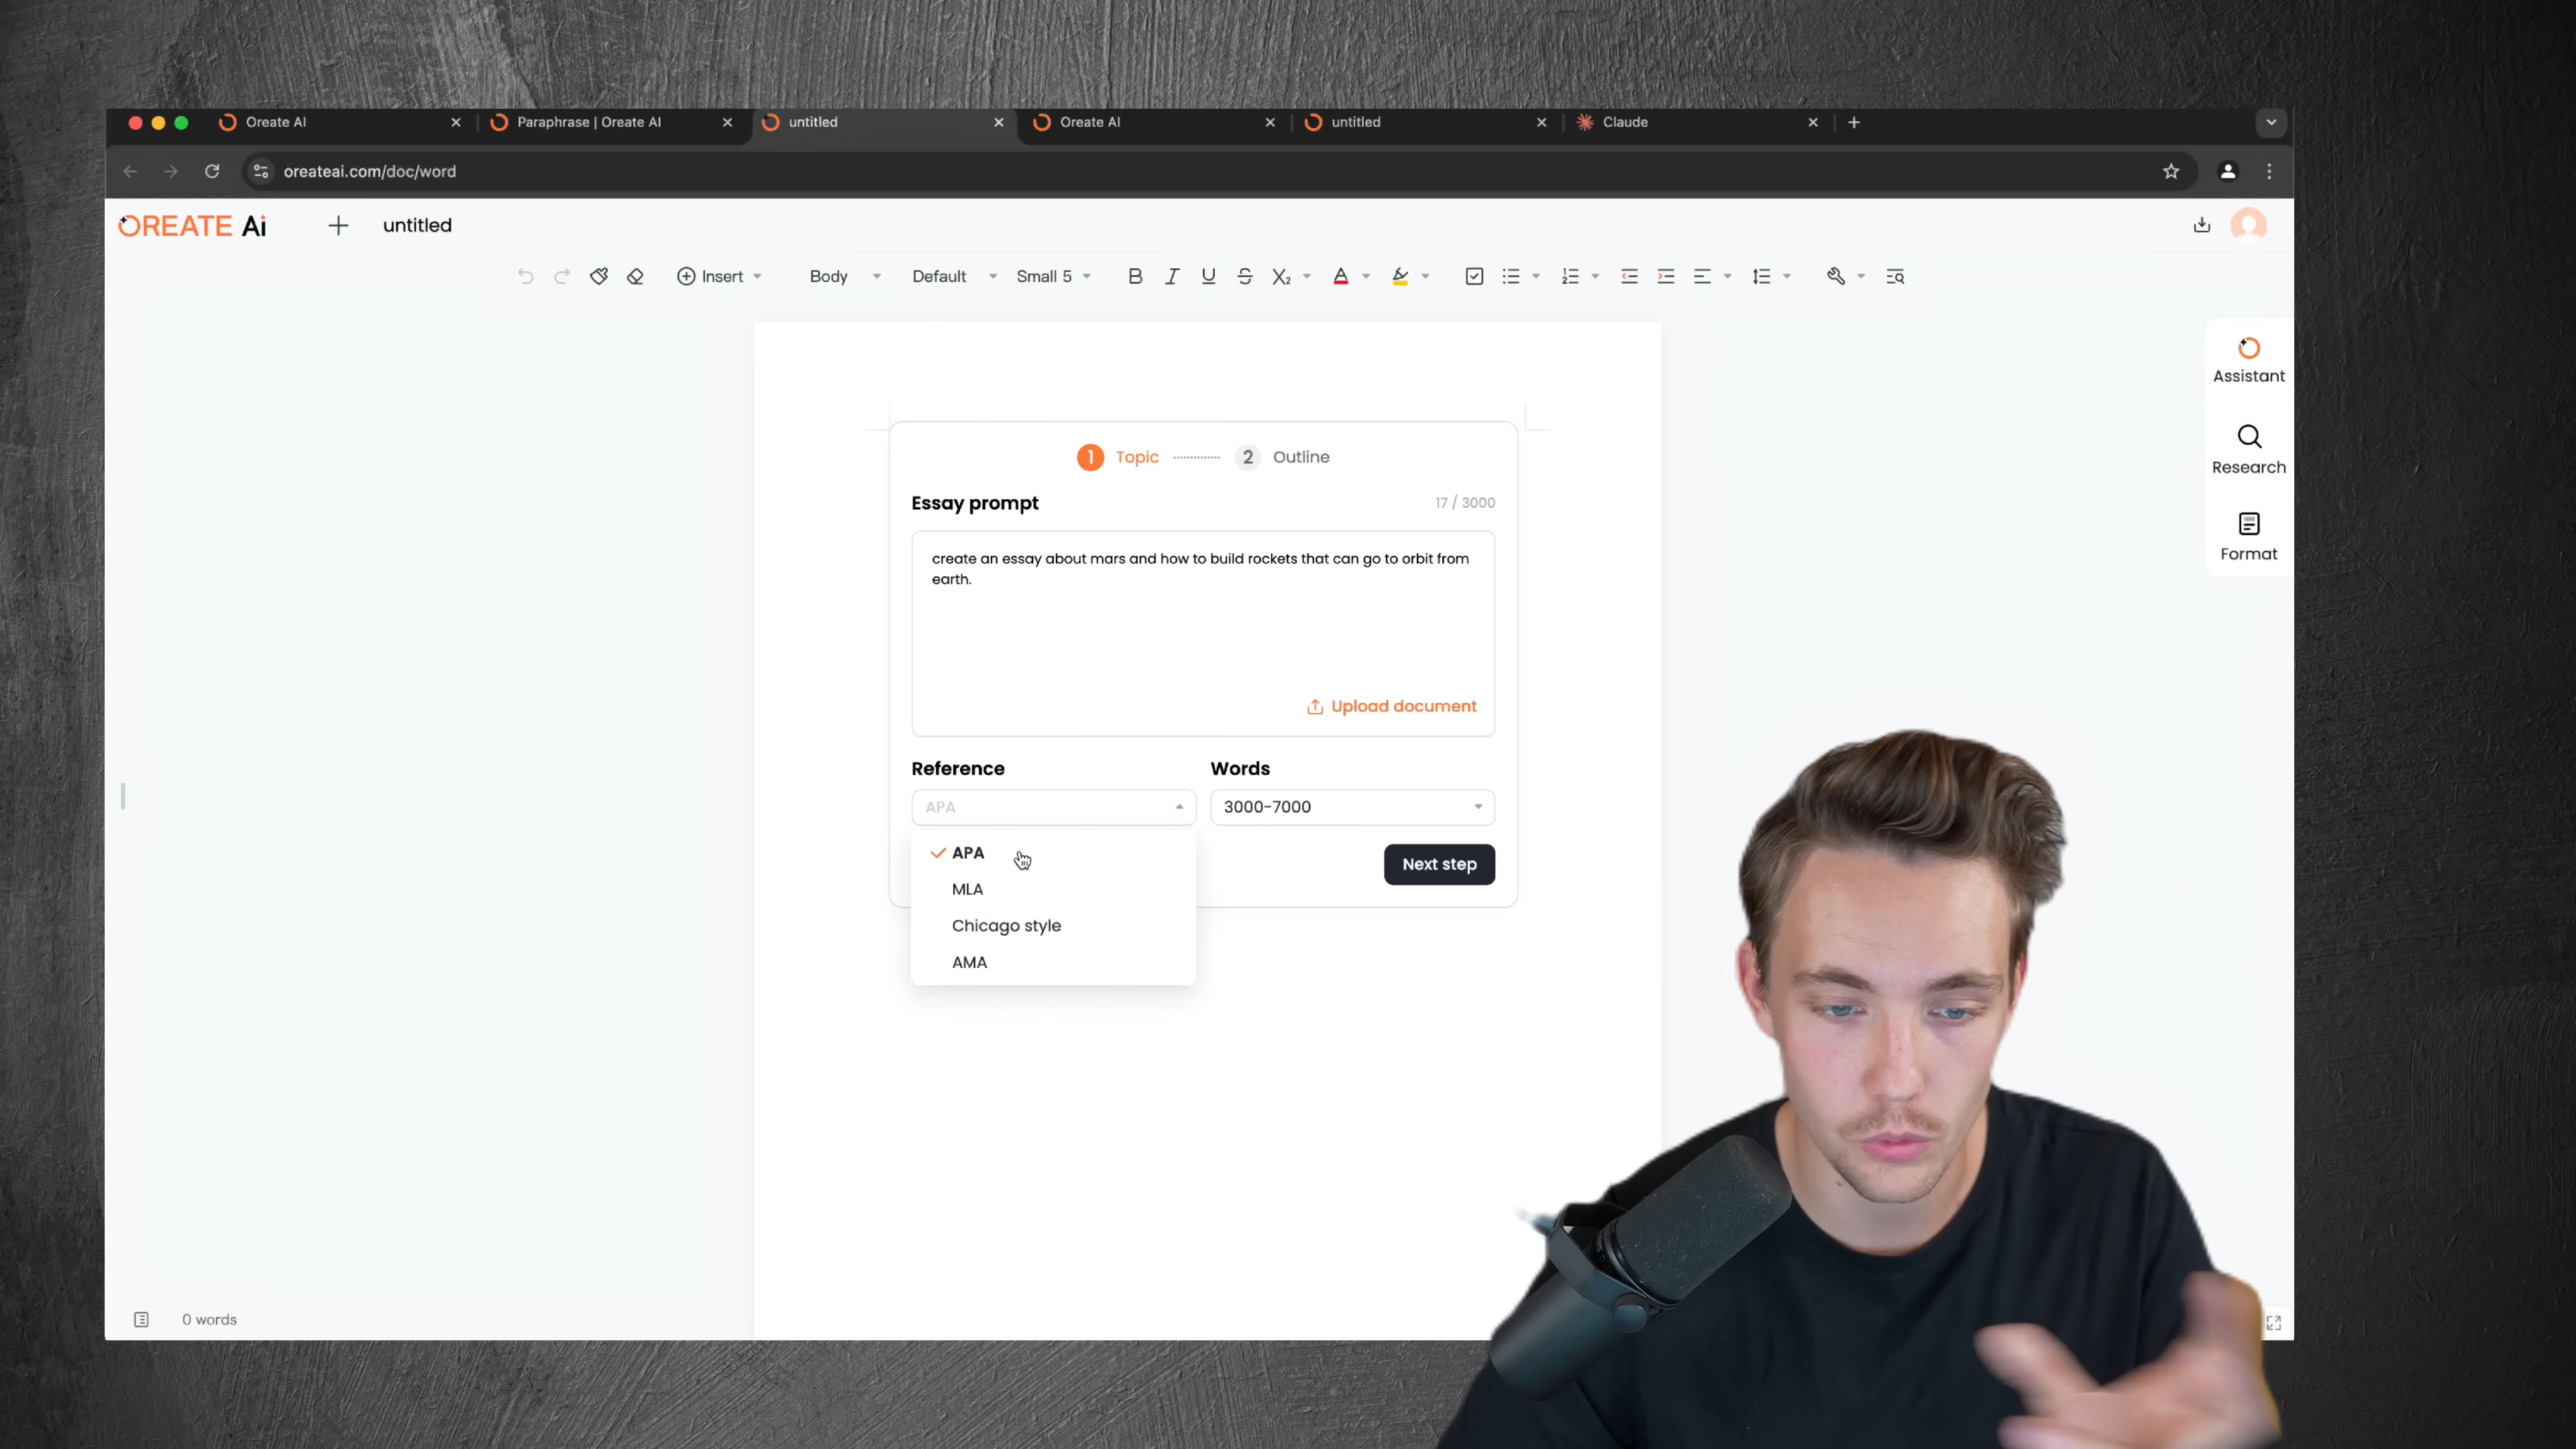 Oreate AI
Paraphrase | Oreate AI
untitled
Oreate AI
untitled
Claude
oreateai.com/doc/word
OREATE Ai
untitled
Insert
Body
Default
Small 5
Assistant
Research
Format
1 Topic
2 Outline
Essay prompt
17 / 3000
create an essay about mars and how to build rockets that can go to orbit from
earth.
Upload document
Reference
Words
APA
3000-7000
APA
MLA
Chicago style
AMA
Next step
0 words